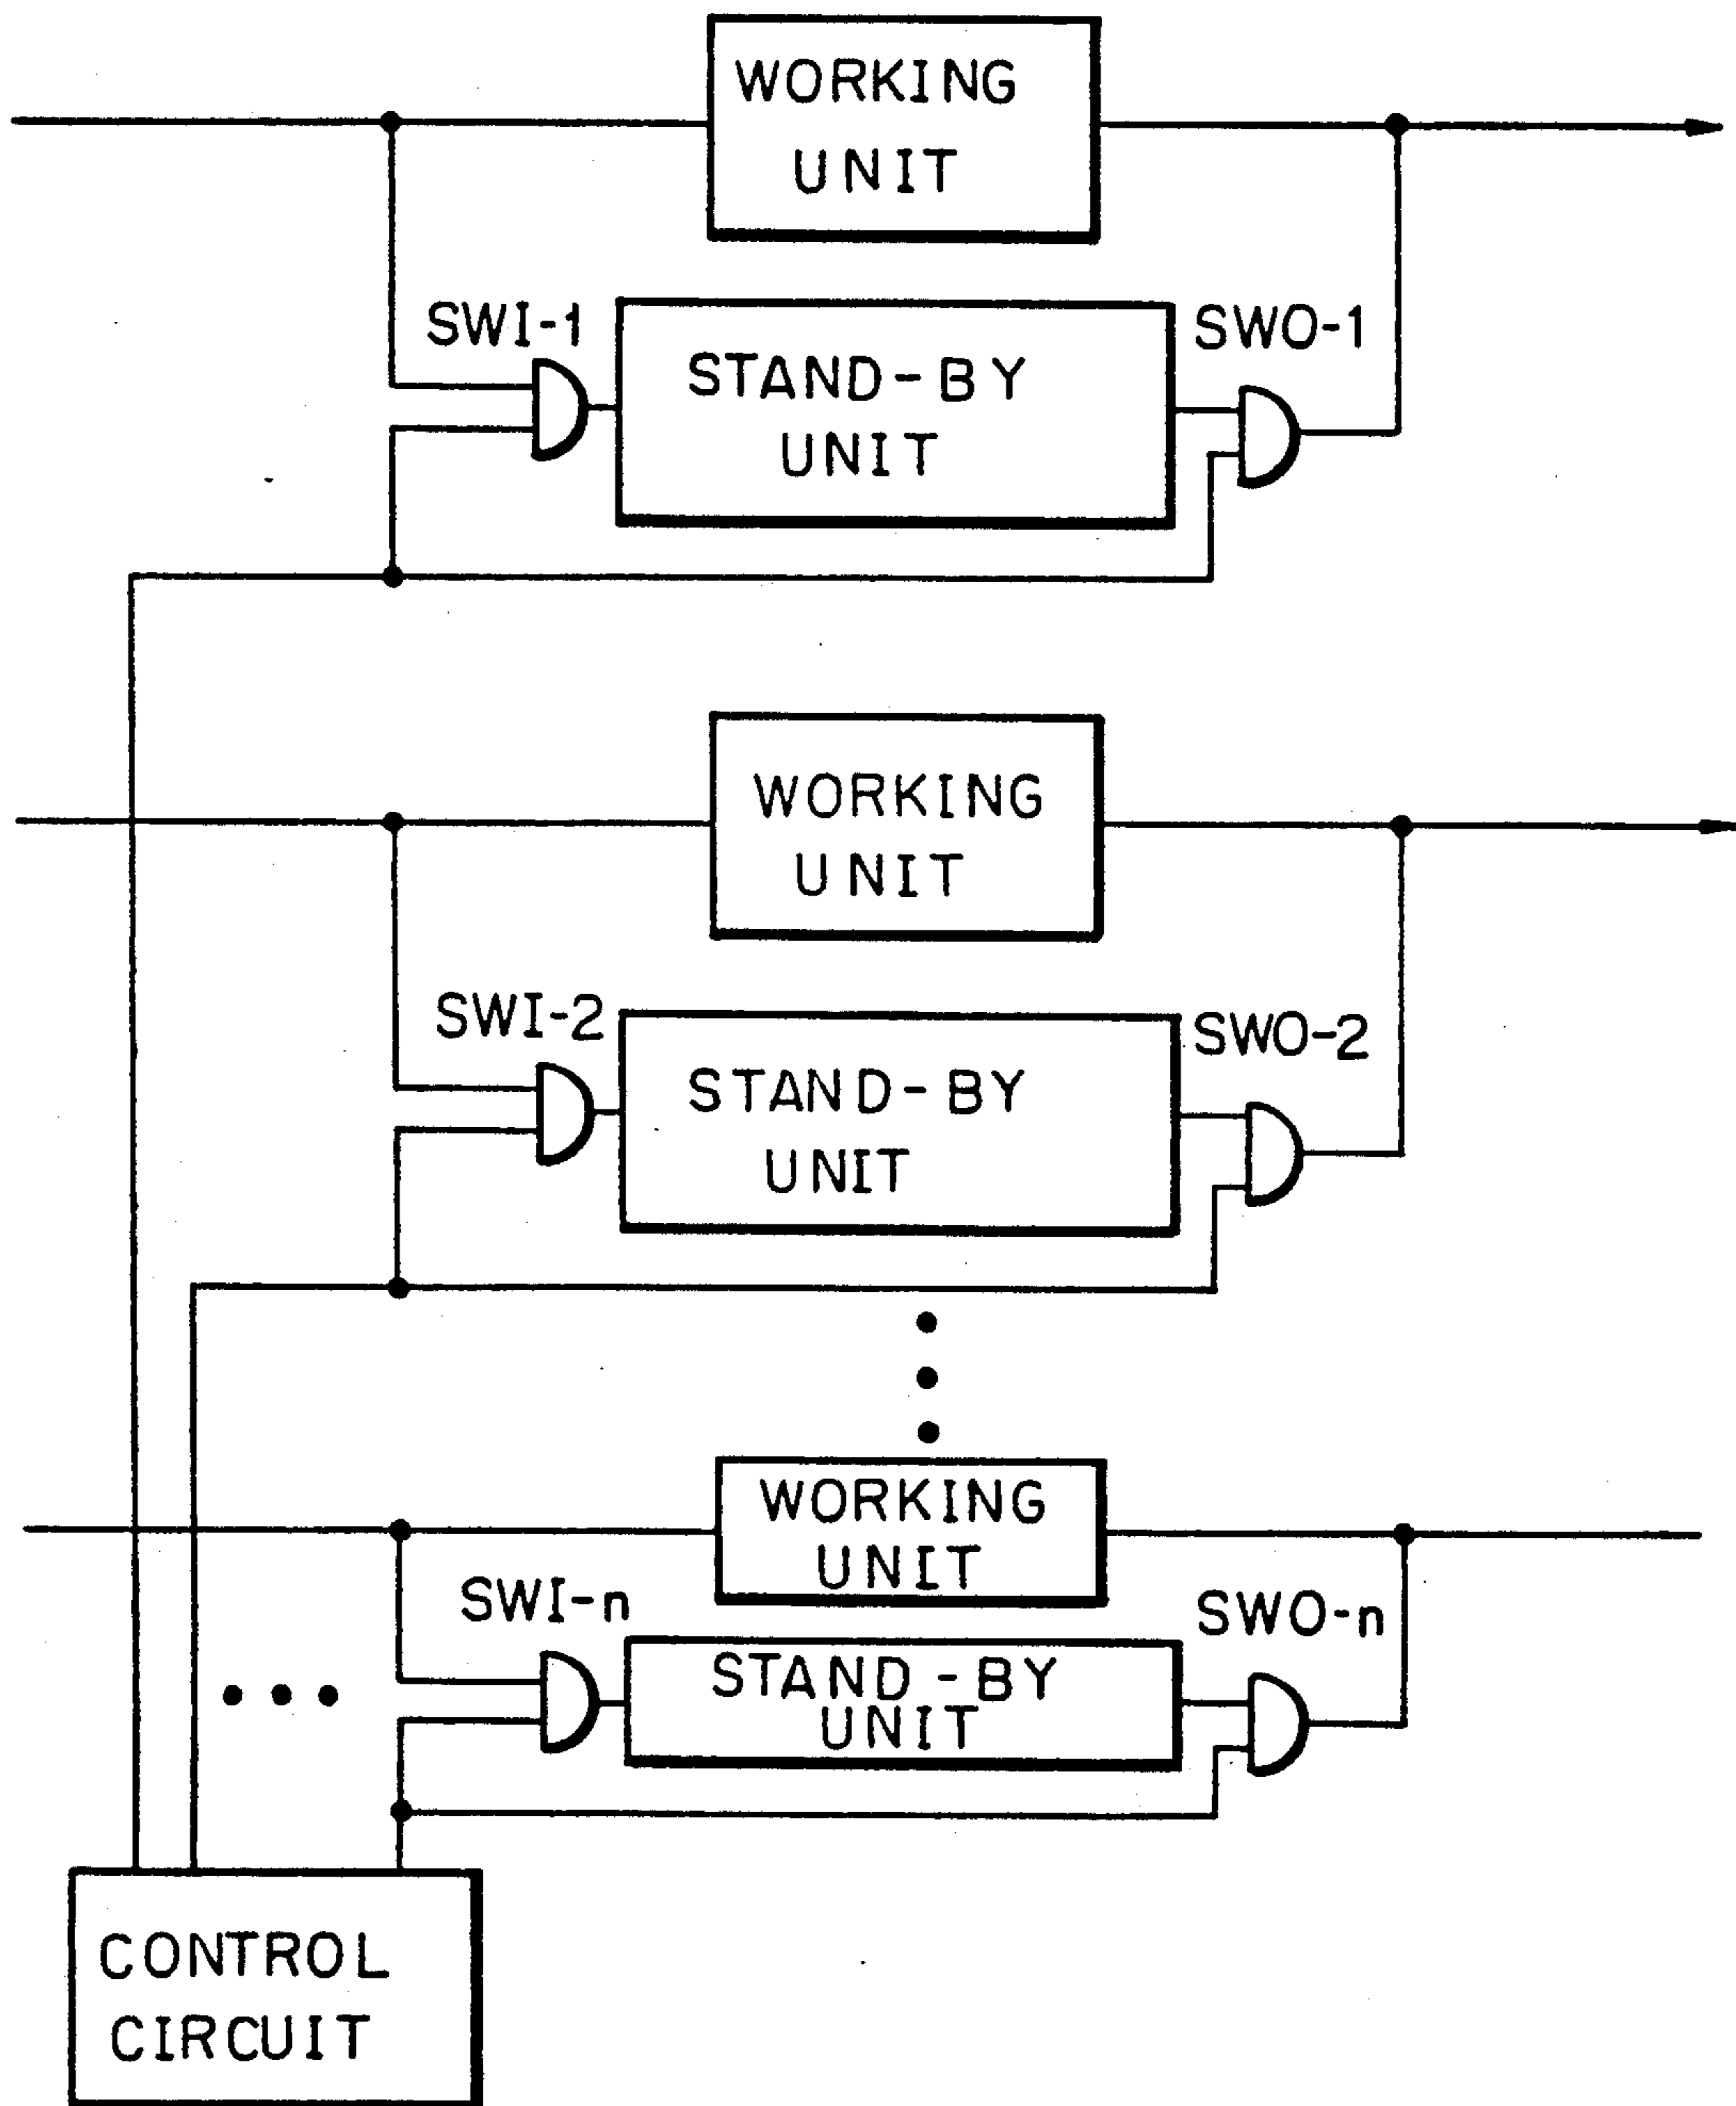 WORKING
UNIT
SWI-1
STAND-BY
UNIT
SWO-1
WORKING
UNIT
SWI-2
STAND-BY
UNIT
SWO-2
WORKING
UNIT
SWI-n
STAND-BY
UNIT
SWO-n
CONTROL
CIRCUIT